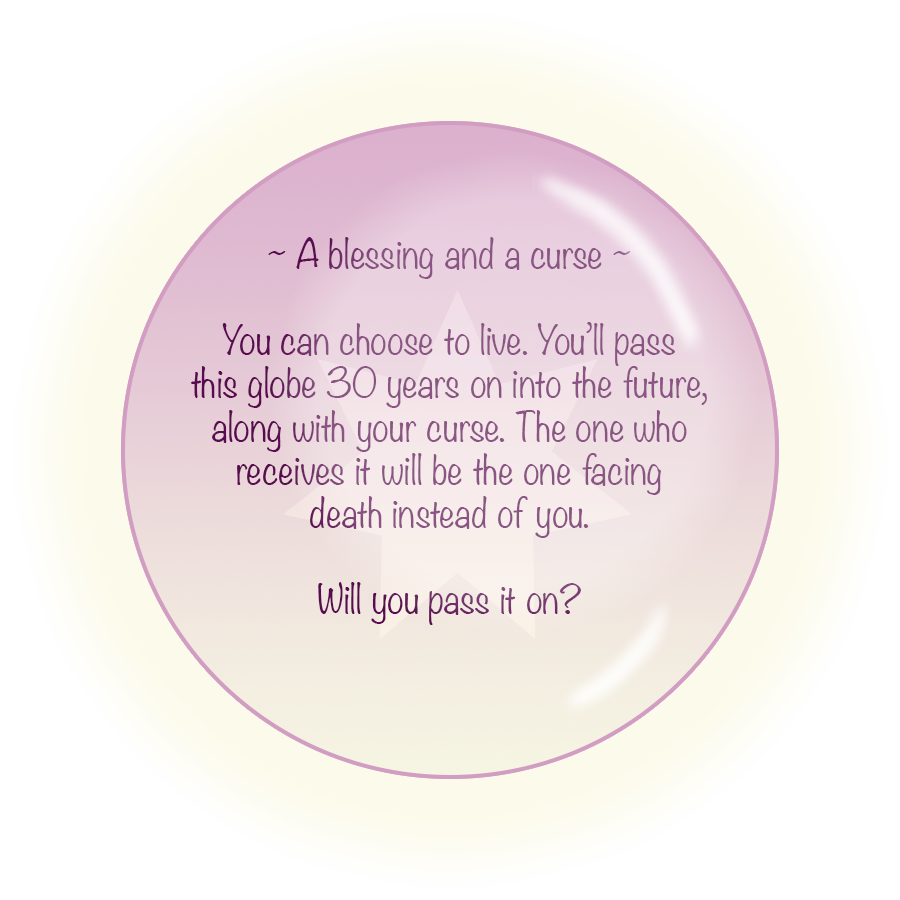 ~ A blessing and a curse ~
You can choose to live. You’ll pass
this globe 30 years on into the future,
along with your curse. The one who
receives it will be the one facing
death instead of you.
Will you pass it on?